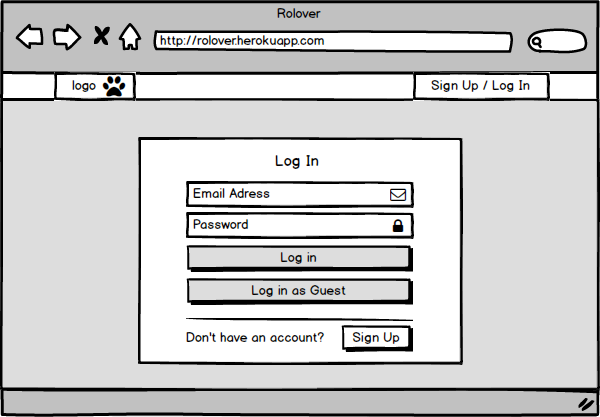 Rolover
http://rolover.herokuapp.com
logo
Sign Up / Log In
Log In
Email Adress
Password
Log in
Log in as Guest
Don't have an account?
Sign Up